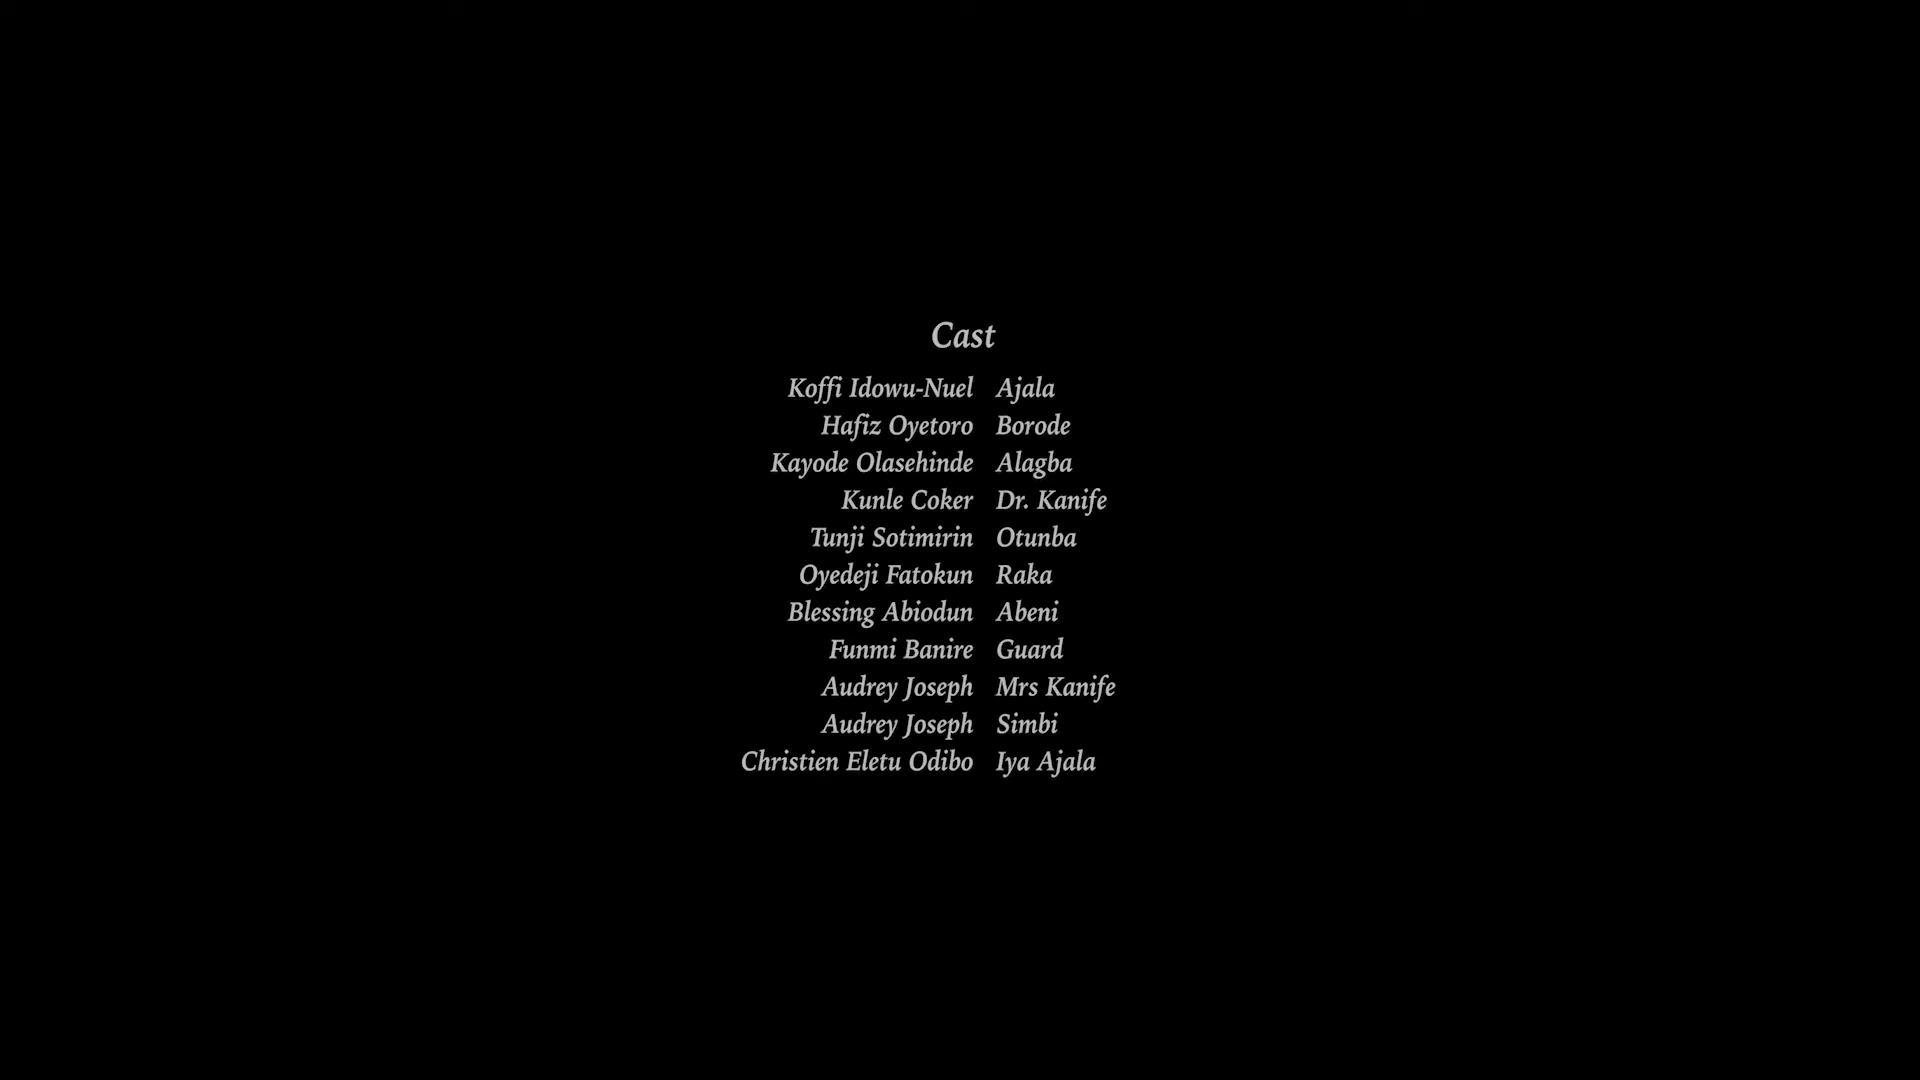 Cast
Koffi Idowu-Nuel Ajala
Hafiz Oyetoro Borode
Kayode Olasehinde Alagba
Kunle Coker Dr. Kanife
Tunji Sotimirin Otunba
Oyedeji Fatokun Raka
Blessing Abiodun Abeni
Funmi Banire Guard
Audrey Joseph Mrs Kanife
Audrey Joseph Simbi
Christien Eletu Odibo Iya Ajala